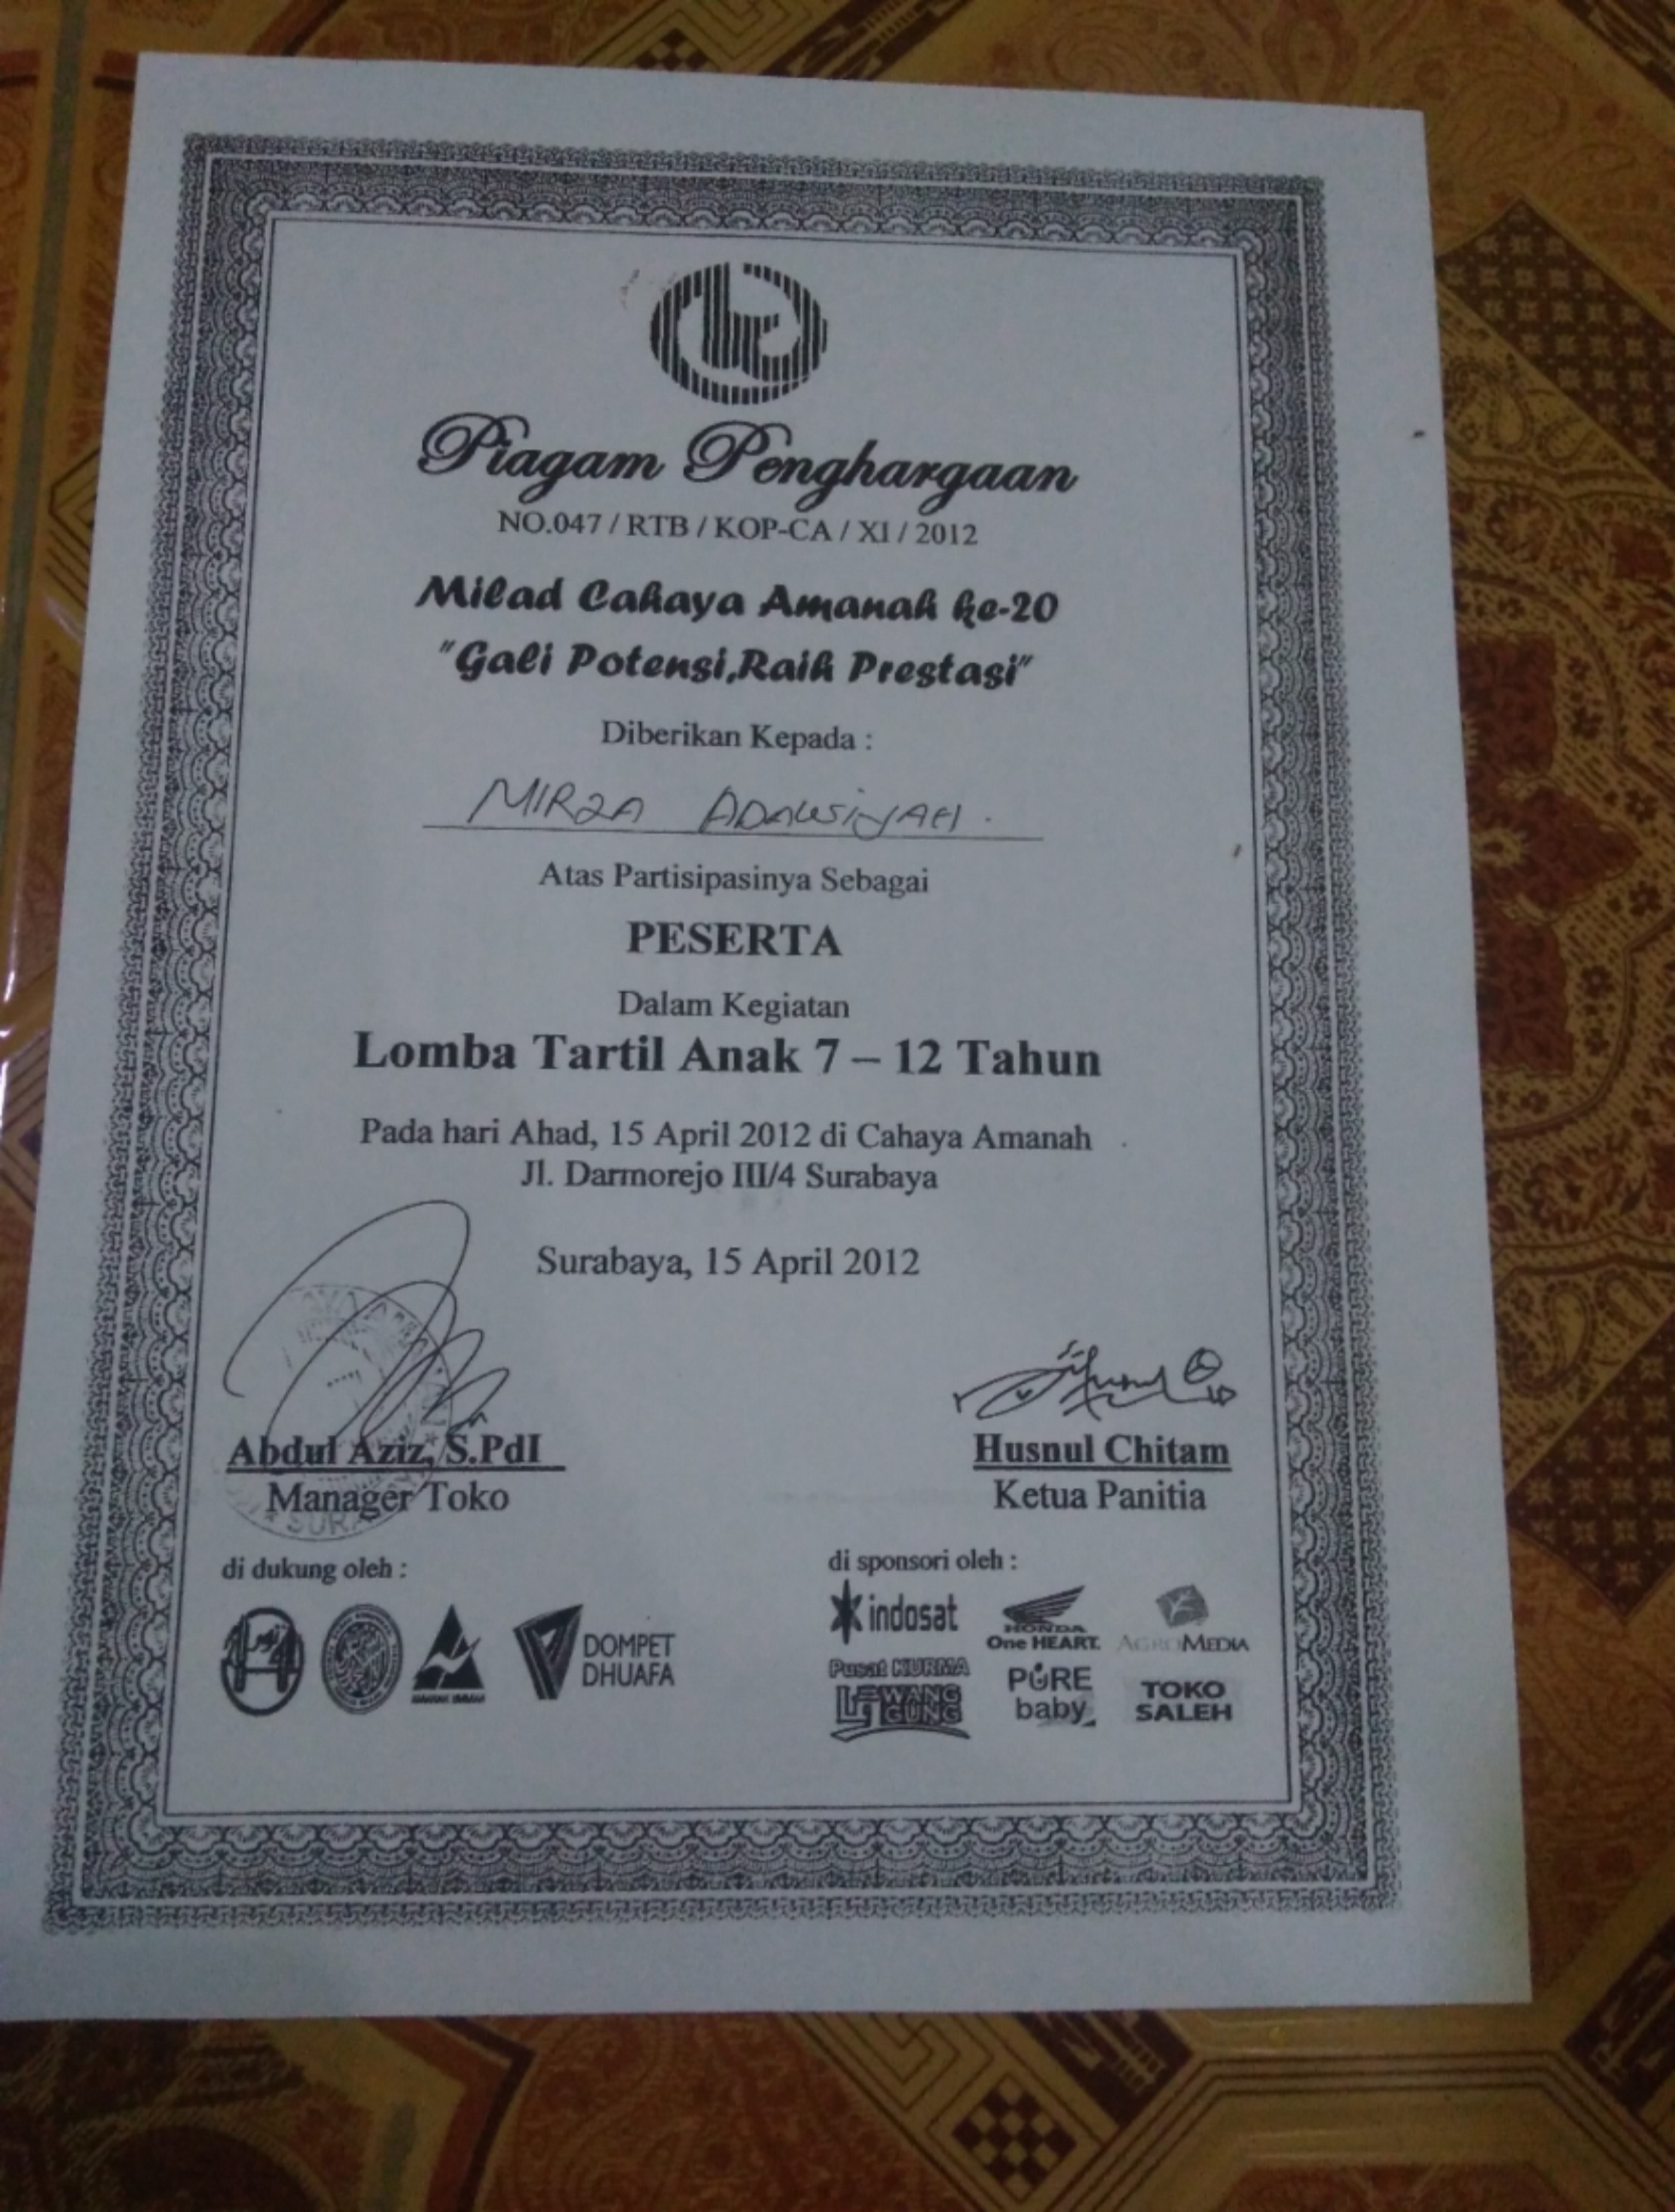 Piagam Penghargaan
NO.047 / RTB / KOP-CA / XI / 2012
Milad Cahaya Amanah ke-20
"Gali Potensi,Raih Prestasi"
Diberikan Kepada :
MIRZA ADAWSiyAH.
Atas Partisipasinya Sebagai
PESERTA
Dalam Kegiatan
Lomba Tartil Anak 7 – 12 Tahun
Pada hari Ahad, 15 April 2012 di Cahaya Amanah
Jl. Darmorejo III/4 Surabaya
Surabaya, 15 April 2012
Abdul Aziz, S.PdI
Manager Toko
Husnul Chitam
Ketua Panitia
di dukung oleh :
DOMPET
DHUAFA
di sponsori oleh :
indosat
HONDA
One HEART.
AGROMEDIA
Pusat KURMA
LAWANG
AGUNG
PURE
baby
TOKO
SALEH